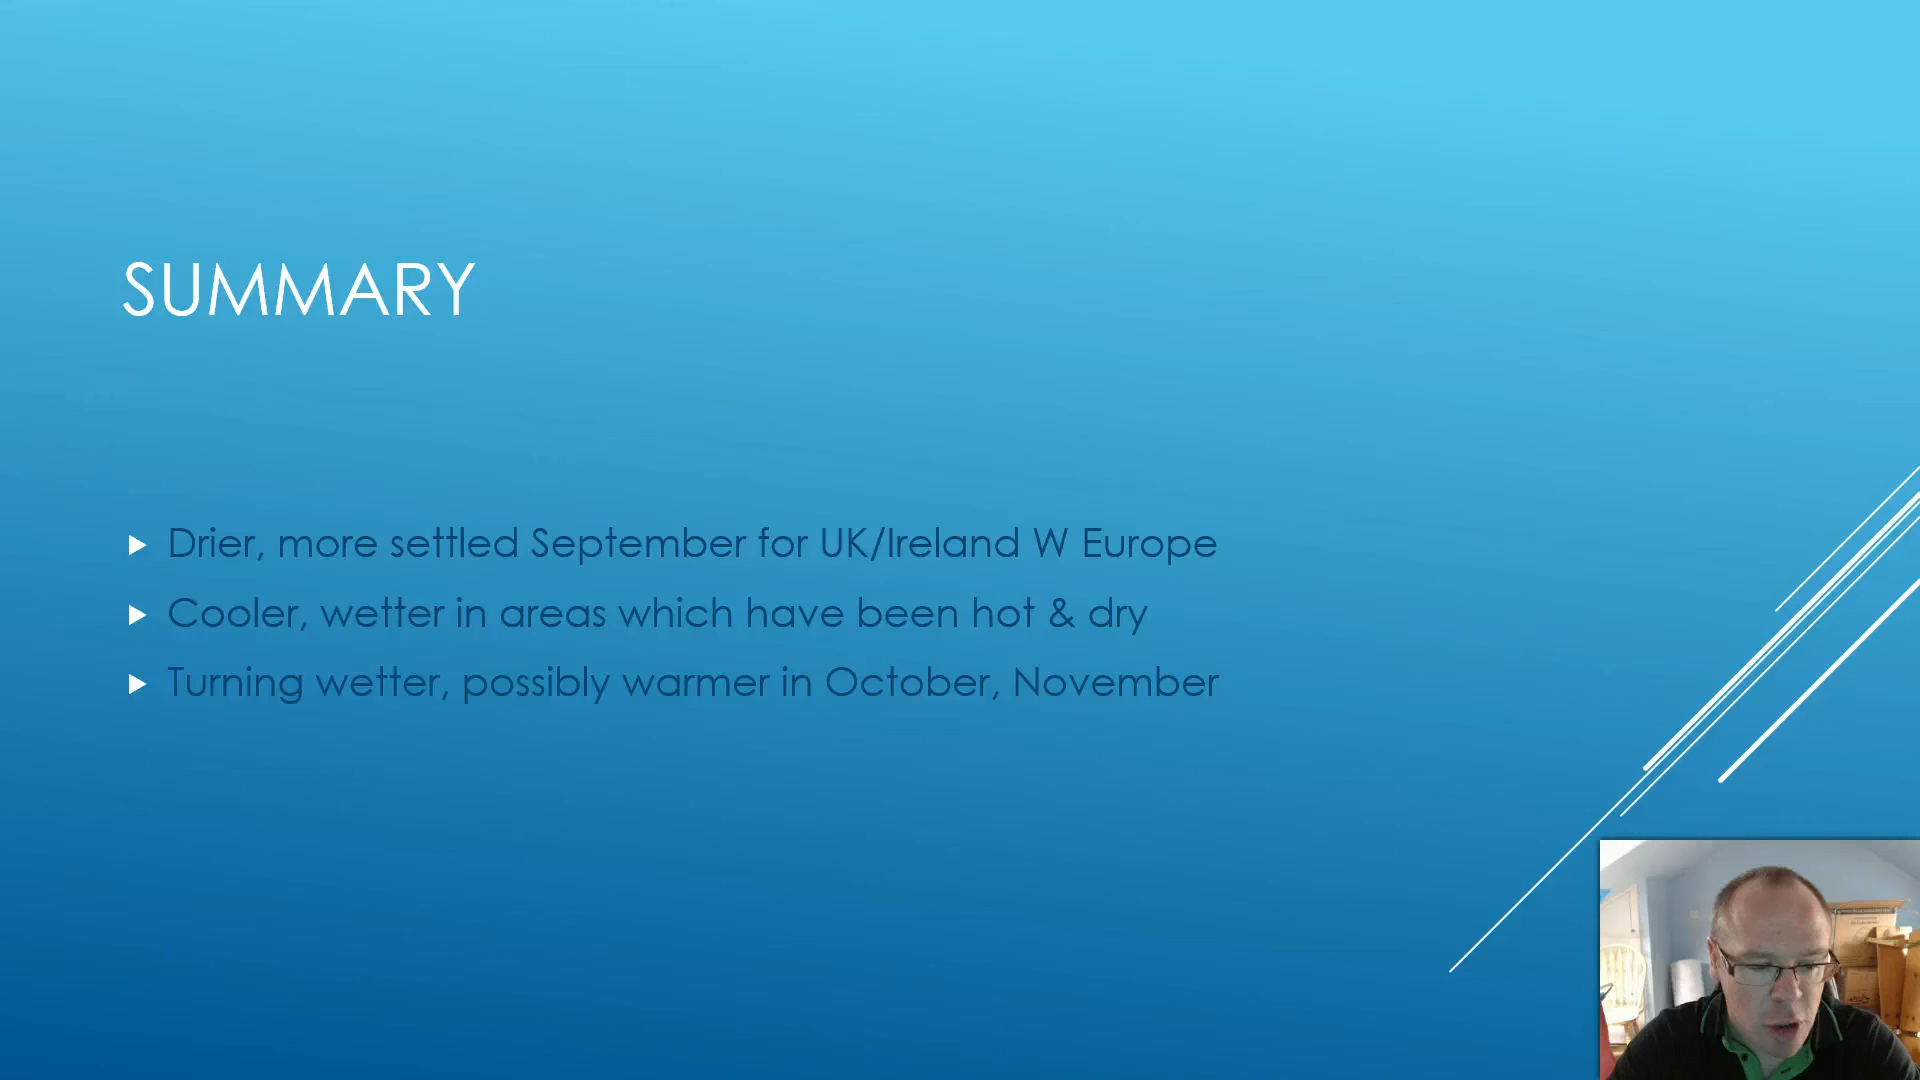 SUMMARY
Drier, more settled September for UK/Ireland W Europe
Cooler, wetter in areas which have been hot & dry
Turning wetter, possibly warmer in October, November